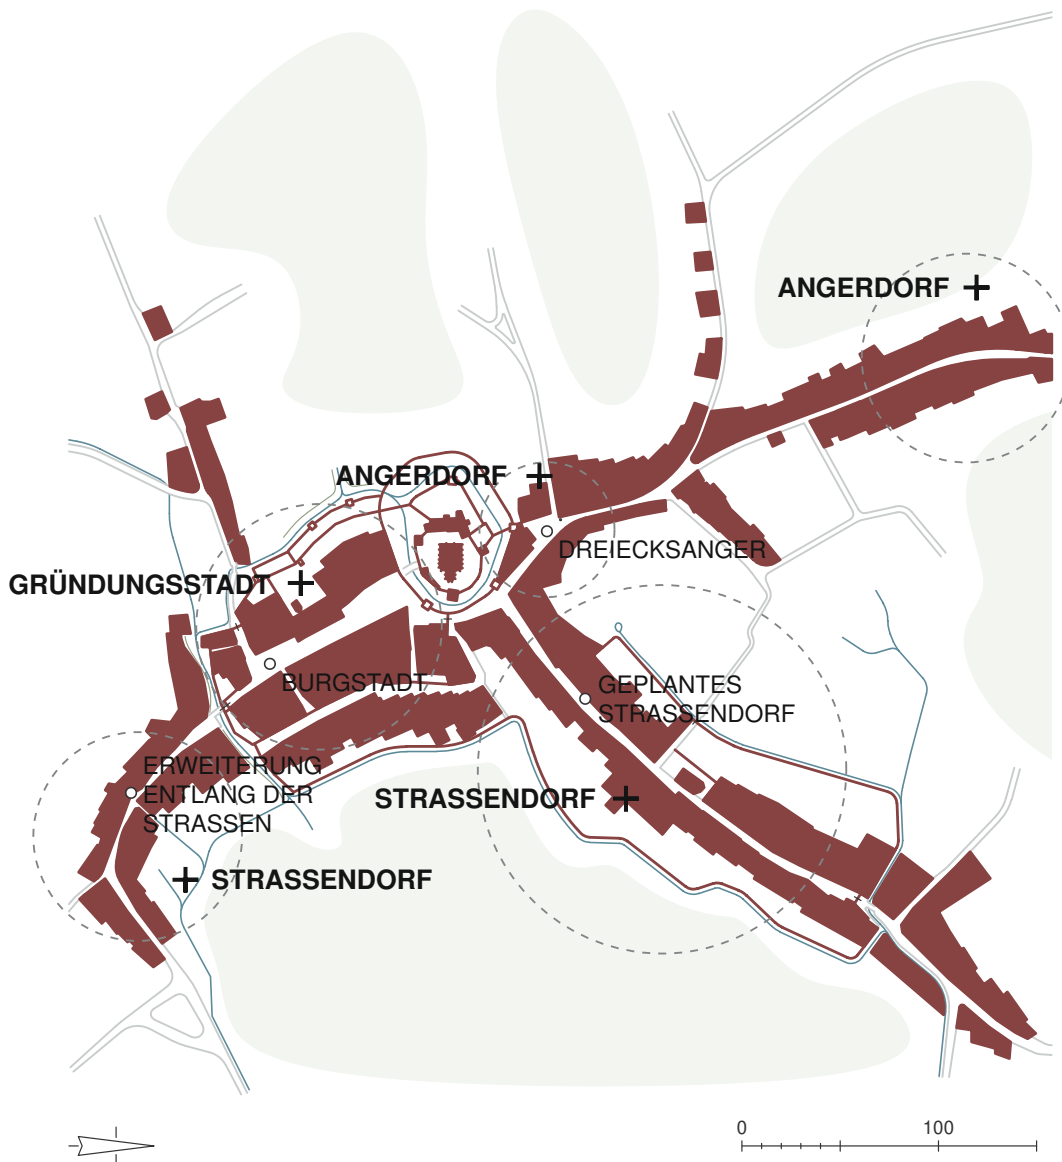 ANGERDORF
ANGERDORF
DREIECKSANGER
GRÜNDUNGSSTADT
BURGSTADT
GEPLANTES
STRASSENDORF
ERWEITERUNG
ENTLANG DER
STRASSEN
STRASSENDORF
STRASSENDORF
0 100